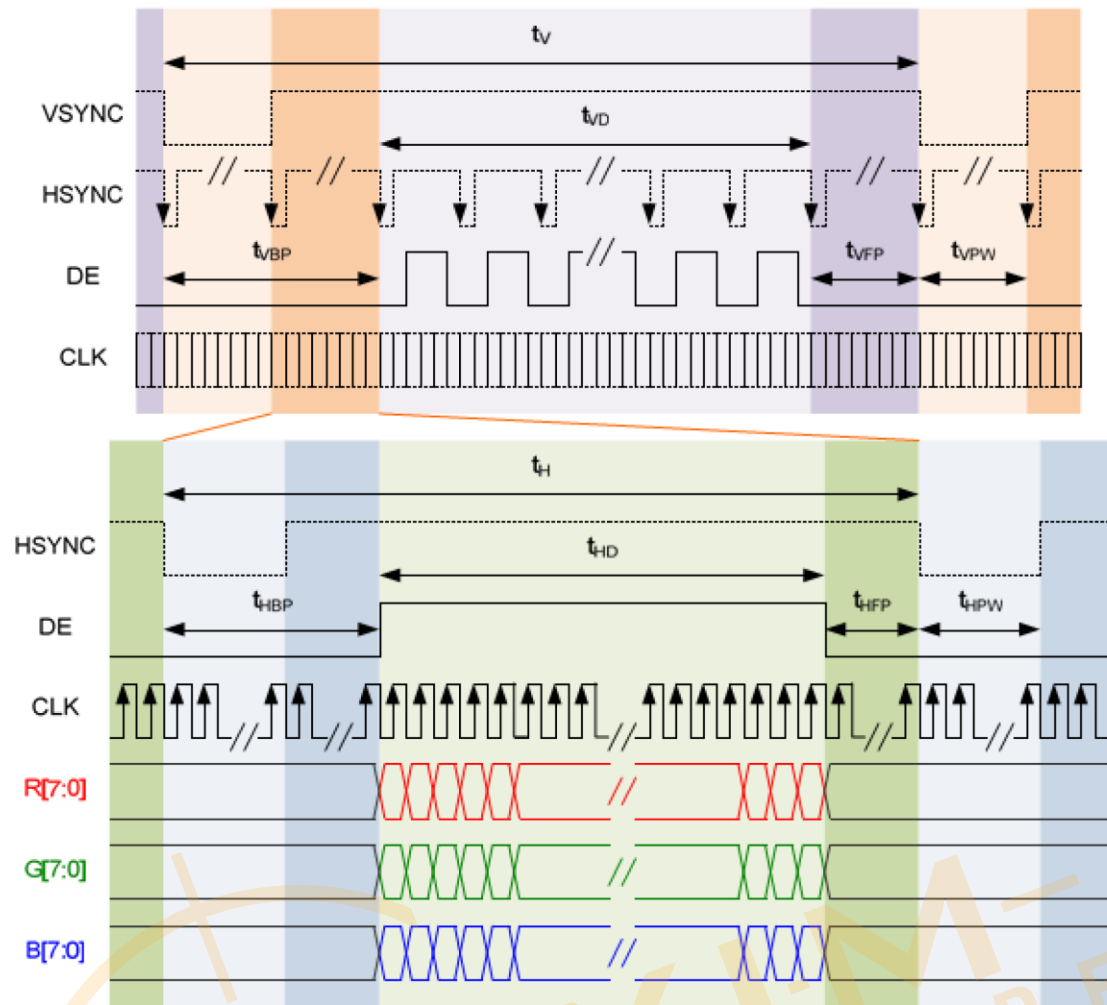 tV
VSYNC
tVD
//
//
//
//
//
HSYNC
tVBP
//
tVFP
tVPW
DE
CLK
tH
HSYNC
tHD
tHBP
tHFP
tHPW
DE
CLK
//
//
//
//
//
R[7:0]
//
G[7:0]
//
B[7:0]
//